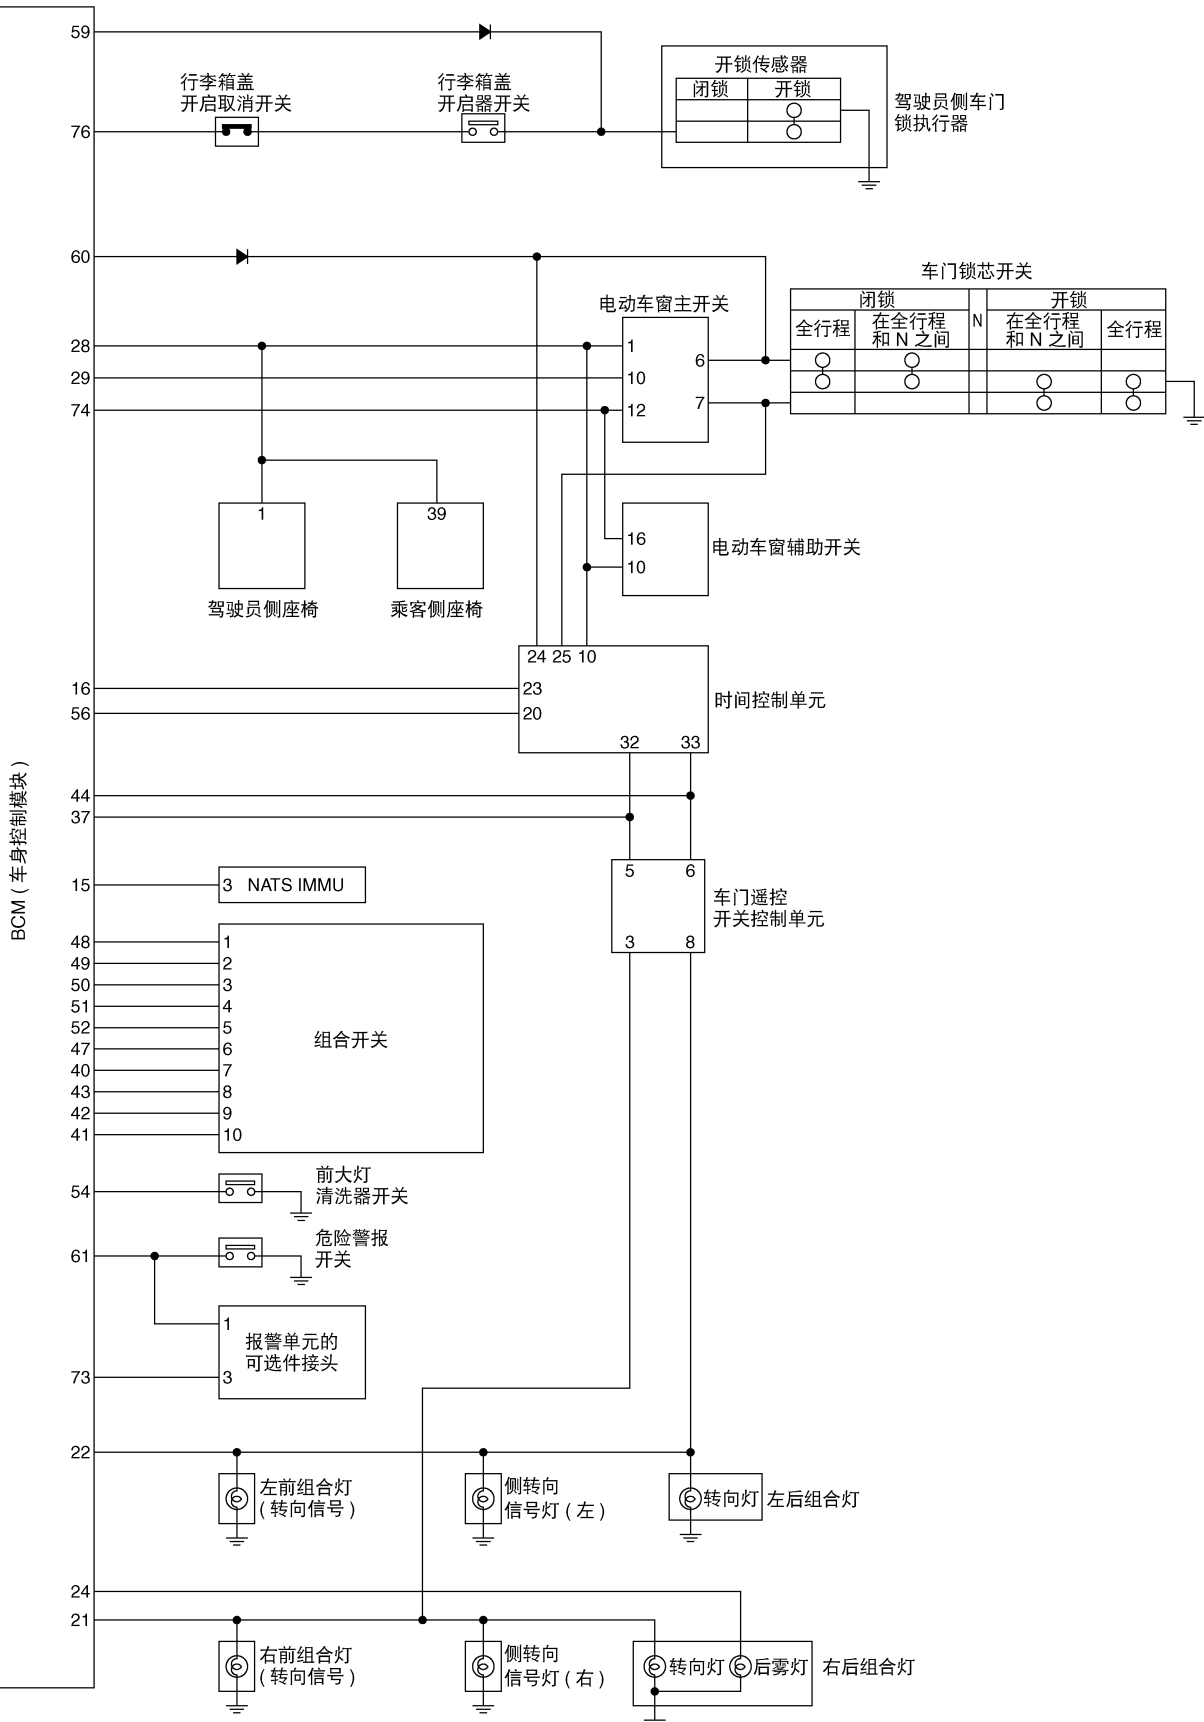 59
行李箱盖
开启取消开关
行李箱盖
开启器开关
76
开锁传感器
闭锁 开锁
驾驶员侧车门
锁执行器
60
车门锁芯开关
闭锁 N 开锁
全行程
在全行程
和 N 之间
在全行程
和 N 之间
全行程
电动车窗主开关
28
29
74
1
10
12
6
7
1
39
驾驶员侧座椅
乘客侧座椅
16
10
电动车窗辅助开关
24 25 10
16
56
23
20
32 33
时间控制单元
44
37
5 6
3 8
车门遥控
开关控制单元
BCM ( 车身控制模块 )
15
3 NATS IMMU
48
49
50
51
52
47
40
43
42
41
1
2
3
4
5
6
7
8
9
10
组合开关
54
前大灯
清洗器开关
61
危险警报
开关
1
73
3
报警单元的
可选件接头
22
左前组合灯
( 转向信号 )
侧转向
信号灯 ( 左 )
转向灯
左后组合灯
24
21
右前组合灯
( 转向信号 )
侧转向
信号灯 ( 右 )
转向灯
后雾灯
右后组合灯